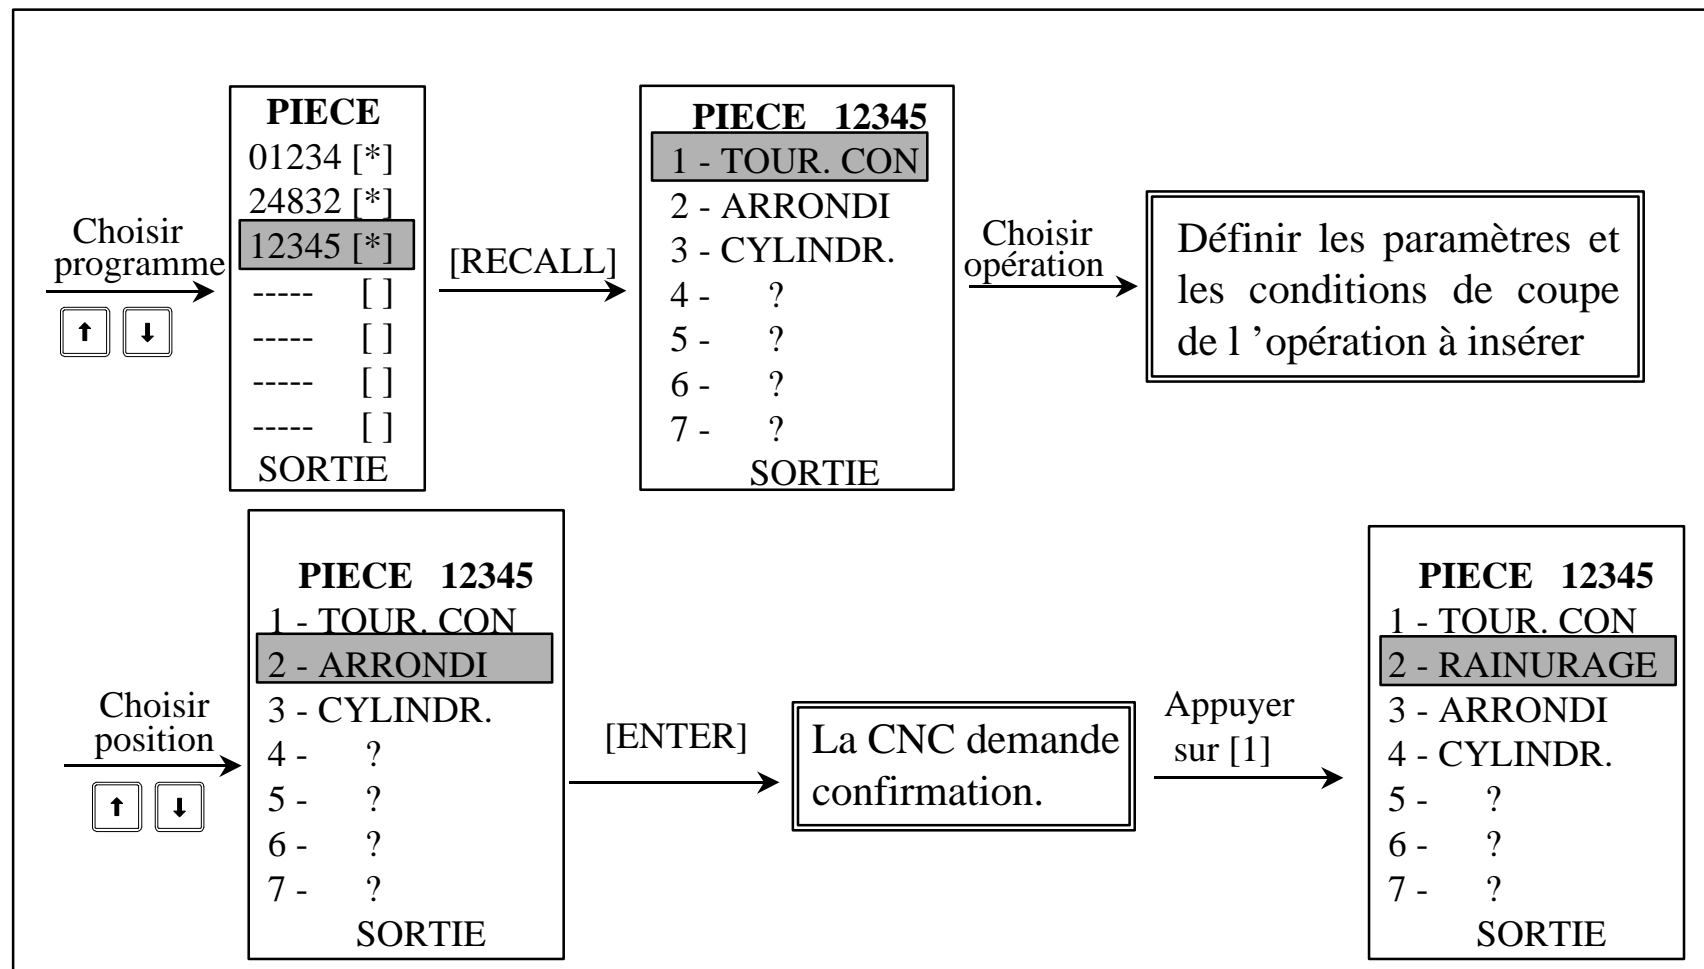 Choisir
programme
PIECE
01234 [*]
24832 [*]
12345 [*]
----- [ ]
----- [ ]
----- [ ]
----- [ ]
SORTIE
[RECALL]
PIECE 12345
1 - TOUR. CON
2 - ARRONDI
3 - CYLINDR.
4 - ?
5 - ?
6 - ?
7 - ?
SORTIE
Choisir
opération
Définir les paramètres et
les conditions de coupe
de l ’opération à insérer
Choisir
position
PIECE 12345
1 - TOUR. CON
2 - ARRONDI
3 - CYLINDR.
4 - ?
5 - ?
6 - ?
7 - ?
SORTIE
[ENTER]
La CNC demande
confirmation.
Appuyer
sur [1]
PIECE 12345
1 - TOUR. CON
2 - RAINURAGE
3 - ARRONDI
4 - CYLINDR.
5 - ?
6 - ?
7 - ?
SORTIE